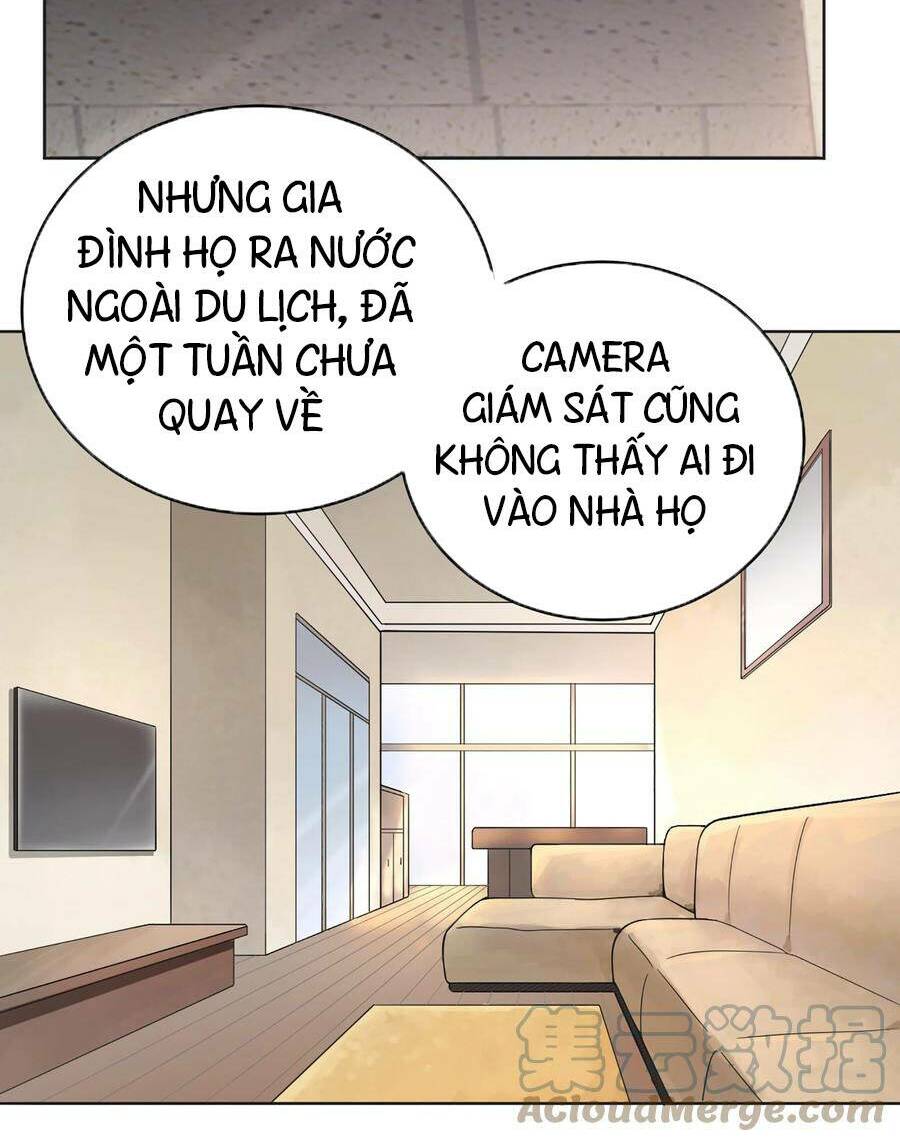 NHƯNG GIA
ĐÌNH HỌ RA NƯỚC
NGOÀI DU LỊCH, ĐÃ
MỘT TUẦN CHƯA
QUAY VỀ
CAMERA
GIÁM SÁT CŨNG
KHÔNG THẤY AI ĐI
VÀO NHÀ HỌ
集云数据
AcloudMerge.com